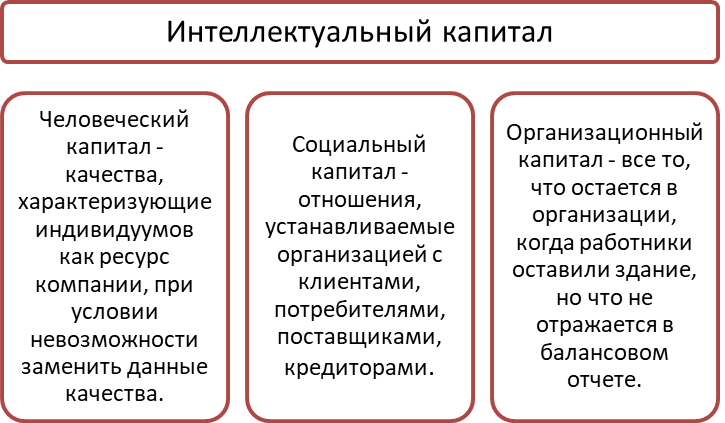 Интеллектуальный капитал
Человеческий
капитал -
качества,
характеризующие
индивидуумов
как ресурс
компании, при
условии
невозможности
заменить данные
качества.
Социальный
капитал -
отношения,
устанавливаемые
организацией с
клиентами,
потребителями,
поставщиками,
кредиторами.
Организационный
капитал - все то,
что остается в
организации,
когда работники
оставили здание,
но что не
отражается в
балансовом
отчете.